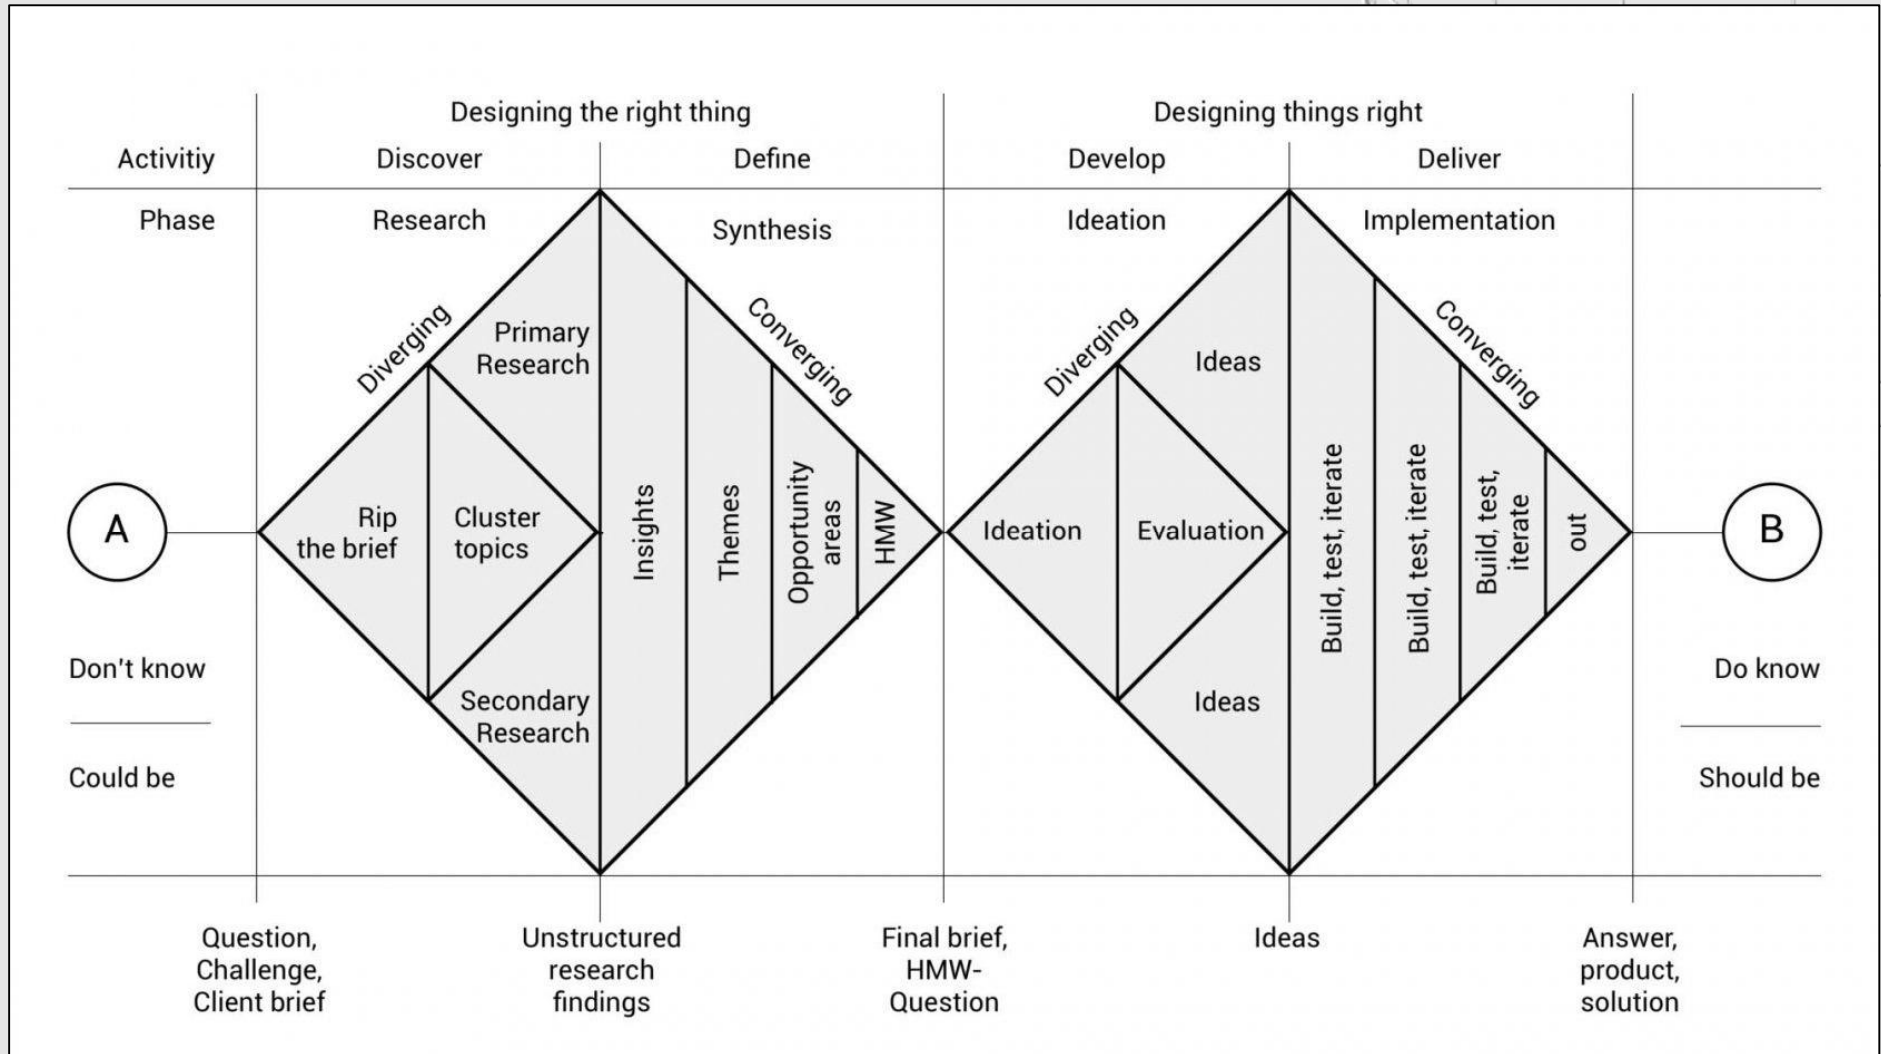 Designing the right thing
Designing things right
Activitiy
Discover
Define
Develop
Deliver
Phase
Research
Synthesis
Ideation
Implementation
Diverging
Converging
Diverging
Converging
Primary
Research
Ideas
A
Rip
the brief
Cluster
topics
Insights
Themes
Opportunity
areas
HMW
Ideation
Evaluation
Build, test, iterate
Build, test, iterate
Build, test,
iterate
out
B
Don't know
Could be
Secondary
Research
Ideas
Do know
Should be
Question,
Challenge,
Client brief
Unstructured
research
findings
Final brief,
HMW-
Question
Ideas
Answer,
product,
solution